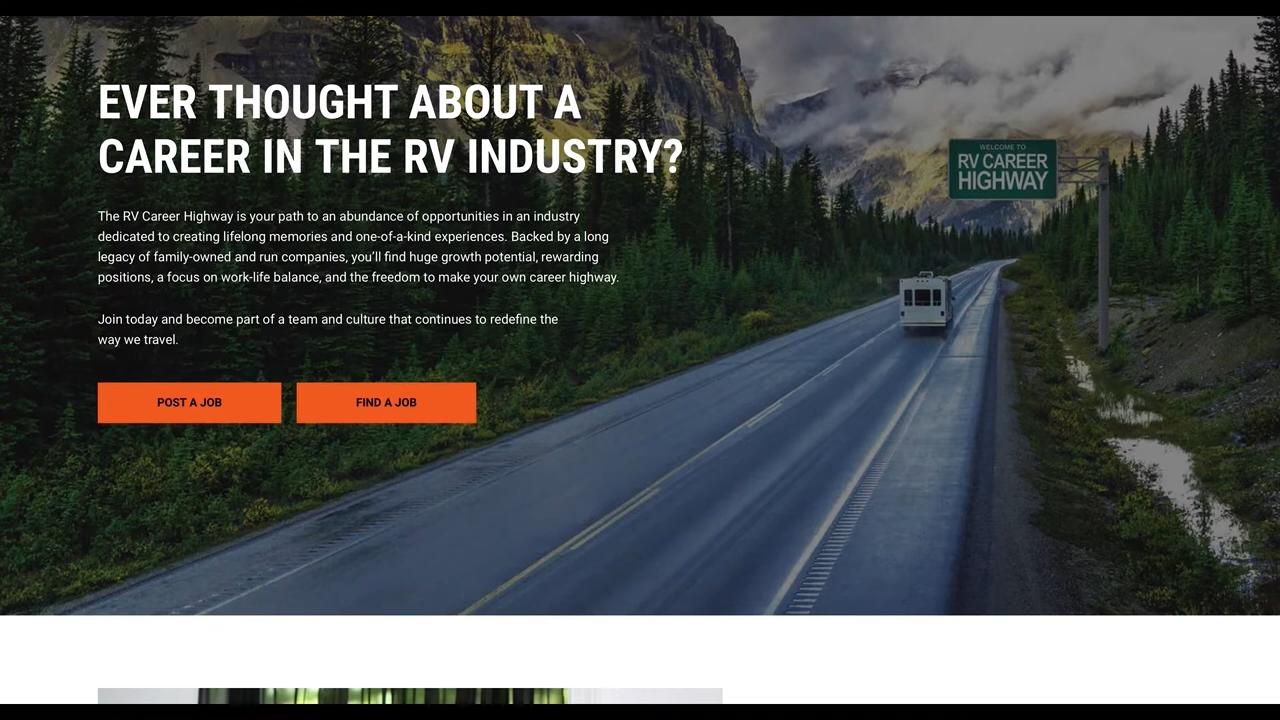 EVER THOUGHT ABOUT A
CAREER IN THE RV INDUSTRY?
The RV Career Highway is your path to an abundance of opportunities in an industry
dedicated to creating lifelong memories and one-of-a-kind experiences. Backed by a long
legacy of family-owned and run companies, you'll find huge growth potential, rewarding
positions, a focus on work-life balance, and the freedom to make your own career highway.
Join today and become part of a team and culture that continues to redefine the
way we travel.
POST A JOB
FIND A JOB
WELCOME TO
RV CAREER
HIGHWAY